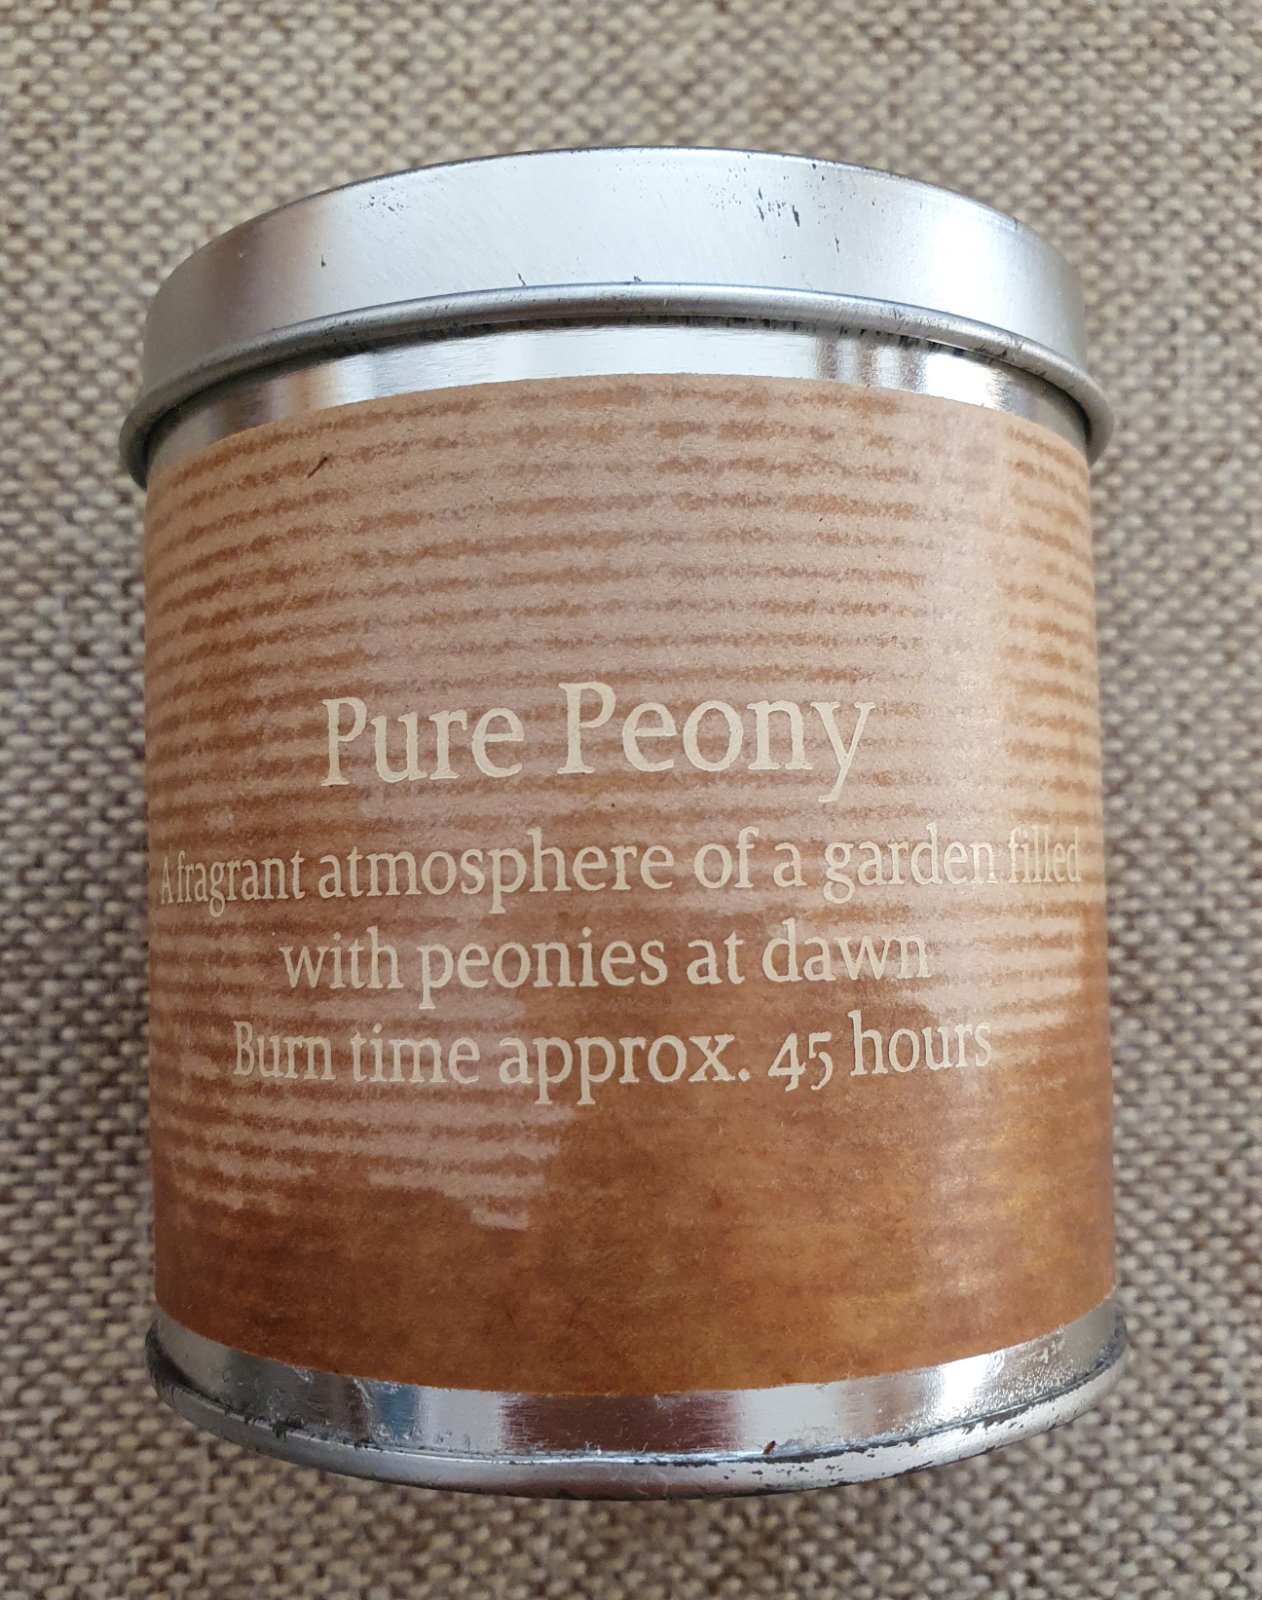 Pure Peony
A fragrant atmosphere of a garden filled
with peonies at dawn
Burn time approx. 45 hours